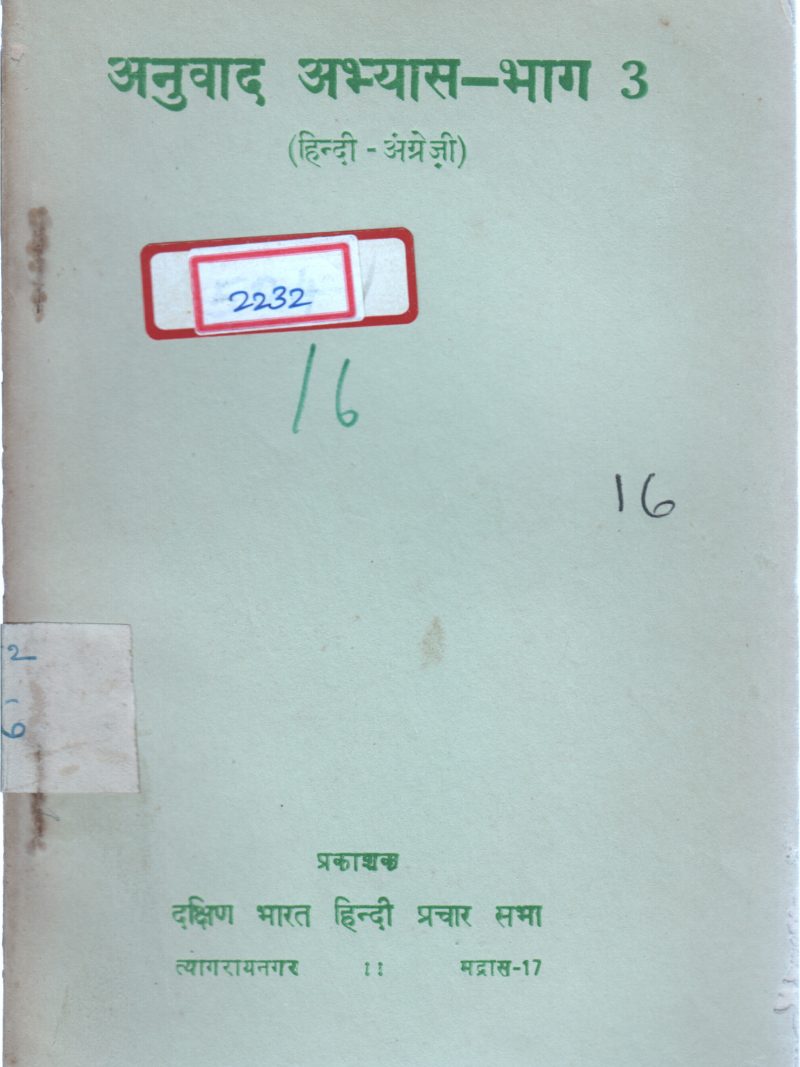 अनुवाद अभ्यास—भाग 3
(हिन्दी - अंग्रेज़ी)
2232
16
16
2
6
प्रकाशक
दक्षिण भारत हिन्दी प्रचार सभा
त्यागरायनगर :: मद्रास-17